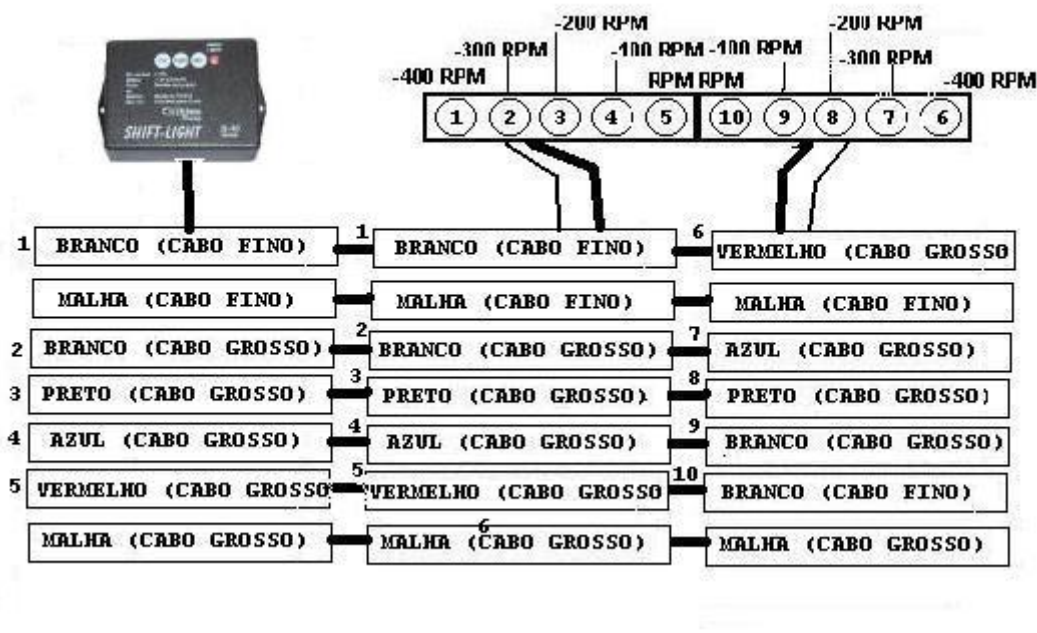 -200 RPM
-200 RPM
-300 RPM
-100 RPM
-100 RPM
-300 RPM
-400 RPM
RPM
RPM
-400 RPM
1 2 3 4 5 10 9 8 7 6
SHIFT-LIGHT
1 BRANCO (CABO FINO) 1 BRANCO (CABO FINO) 6 VERMELHO (CABO GROSSO
MALHA (CABO FINO) MALHA (CABO FINO) MALHA (CABO FINO)
2 BRANCO (CABO GROSSO) 2 BRANCO (CABO GROSSO) 7 AZUL (CABO GROSSO)
3 PRETO (CABO GROSSO) 3 PRETO (CABO GROSSO) 8 PRETO (CABO GROSSO)
4 AZUL (CABO GROSSO) 4 AZUL (CABO GROSSO) 9 BRANCO (CABO GROSSO)
5 VERMELHO (CABO GROSSO 5 VERMELHO (CABO GROSSO 10 BRANCO (CABO FINO)
MALHA (CABO GROSSO) 6 MALHA (CABO GROSSO) MALHA (CABO GROSSO)